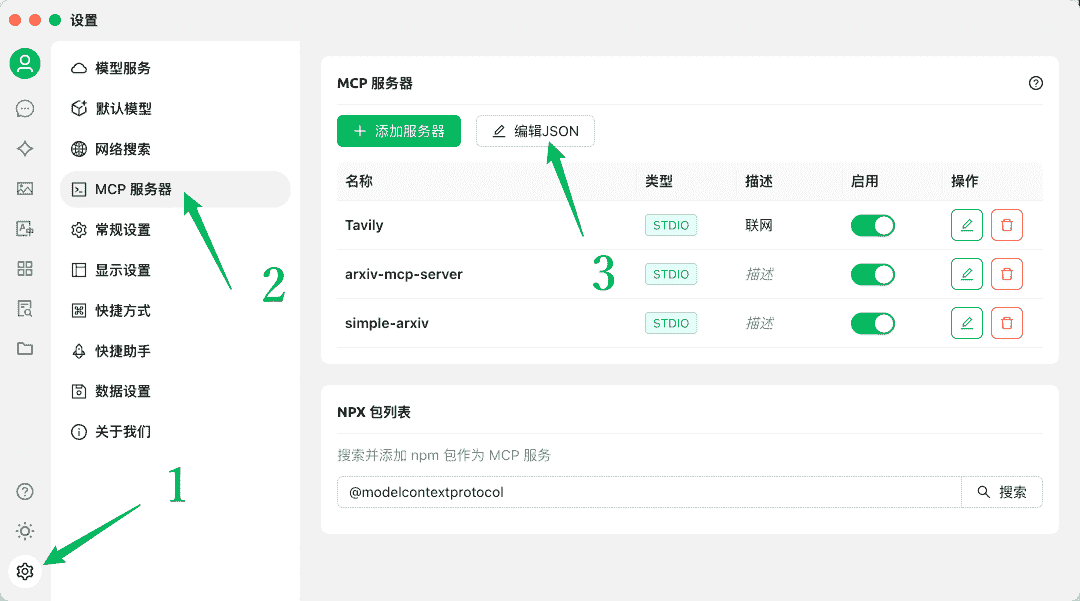 设置
模型服务
默认模型
网络搜索
MCP 服务器
常规设置
显示设置
快捷方式
快捷助手
数据设置
关于我们
1
2
MCP 服务器
添加服务器 编辑JSON
3
名称 类型 描述 启用 操作
Tavily STDIO 联网
arxiv-mcp-server STDIO 描述
simple-arxiv STDIO 描述
NPX 包列表
搜索并添加 npm 包作为 MCP 服务
@modelcontextprotocol 搜索